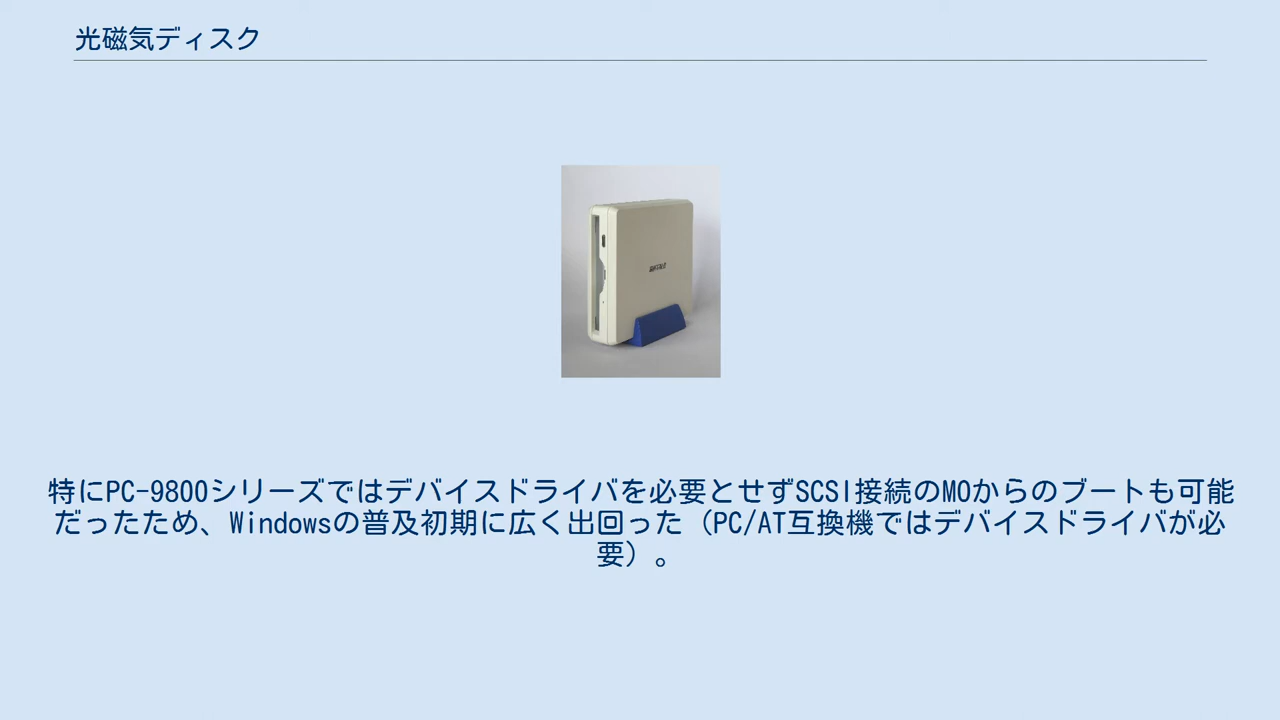 光磁気ディスク
BUFFALO
特にPC-9800シリーズではデバイスドライバを必要とせずSCSI接続のMOからのブートも可能
だったため、Windowsの普及初期に広く出回った（PC/AT互換機ではデバイスドライバが必
要）。